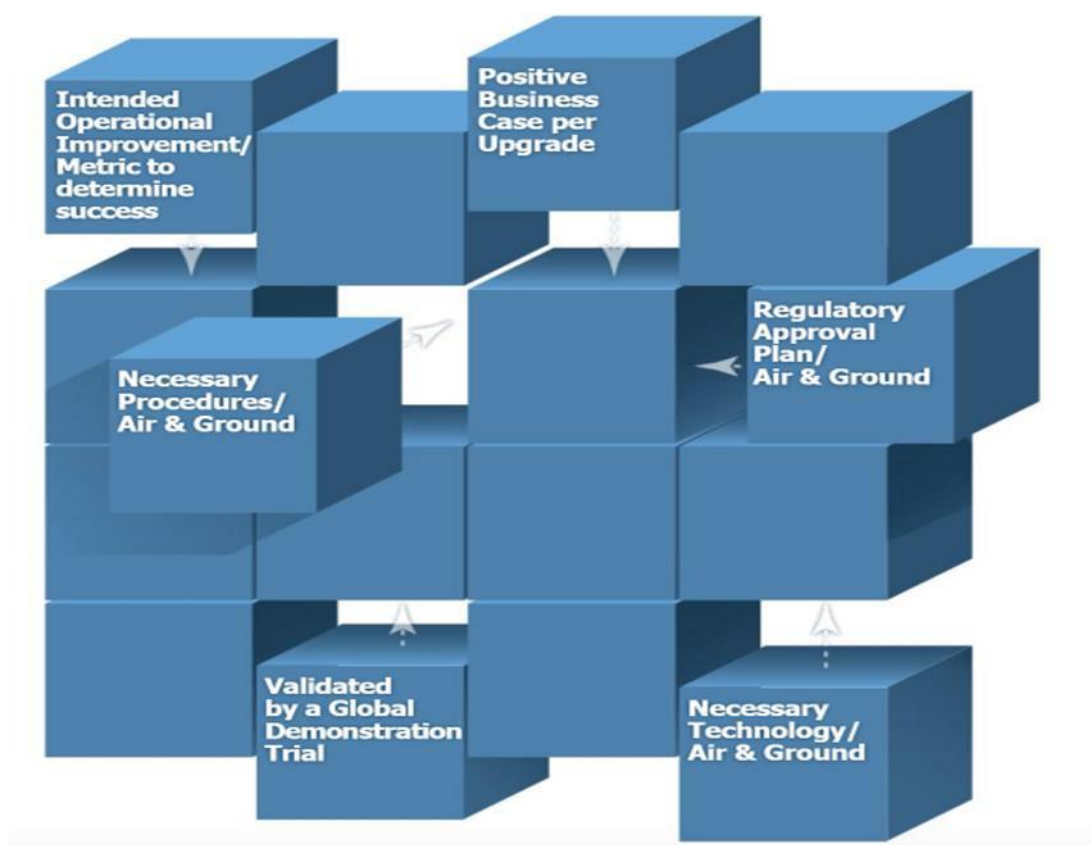 Intended
Operational
Improvement/
Metric to
determine
success
Positive
Business
Case per
Upgrade
Regulatory
Approval
Plan/
Air & Ground
Necessary
Procedures/
Air & Ground
Validated
by a Global
Demonstration
Trial
Necessary
Technology/
Air & Ground